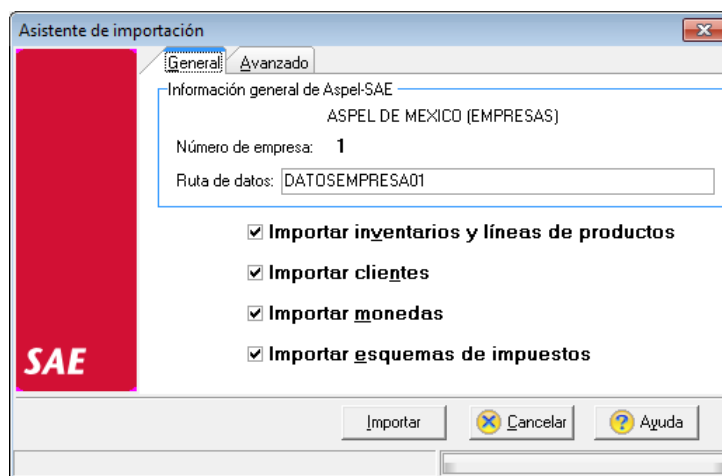 Asistente de importación
General Avanzado
Información general de Aspel-SAE
ASPEL DE MEXICO (EMPRESAS)
Número de empresa: 1
Ruta de datos: DATOSEMPRESA01
Importar inventarios y líneas de productos
Importar clientes
Importar monedas
Importar esquemas de impuestos
SAE
Importar Cancelar Ayuda